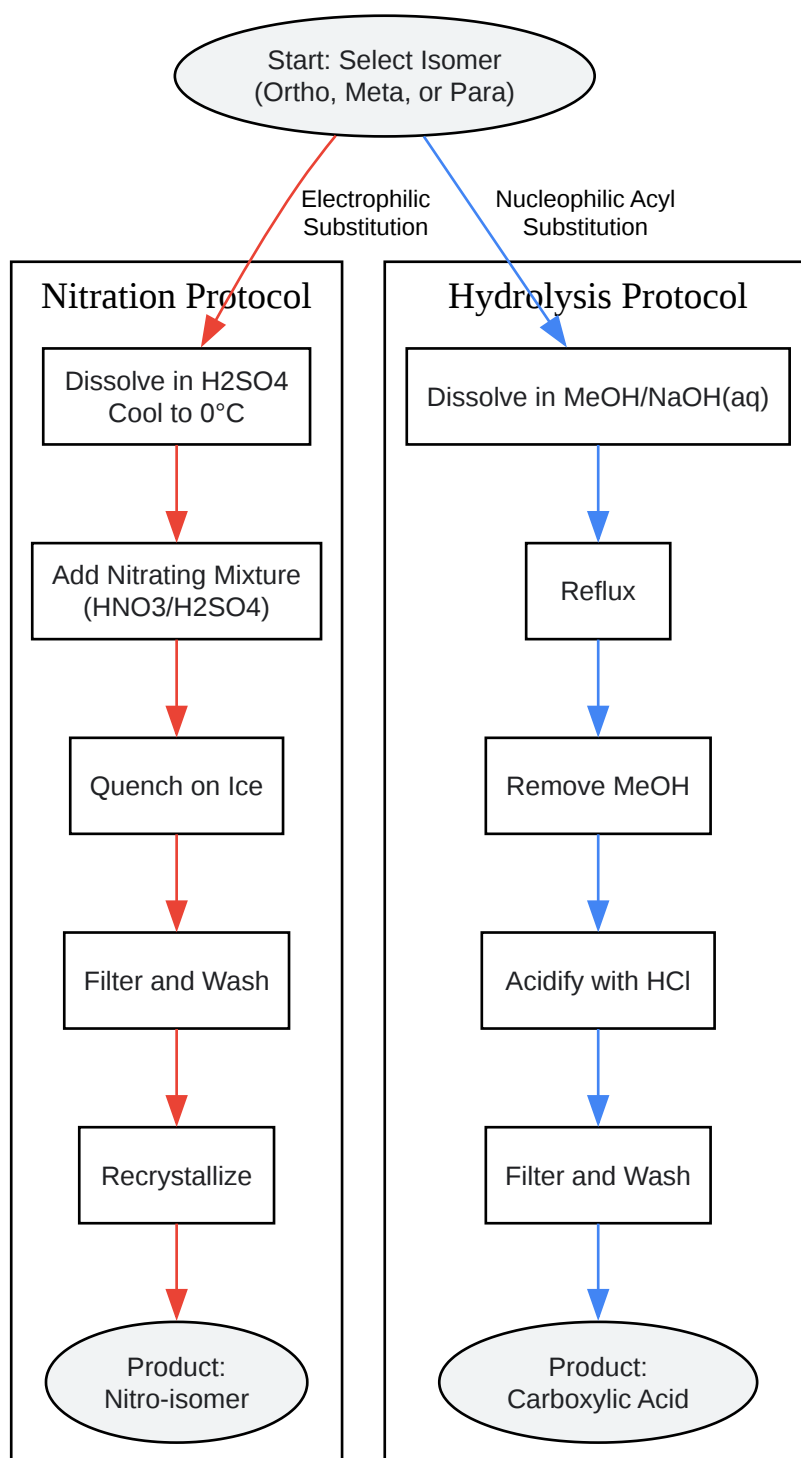 Start: Select Isomer
(Ortho, Meta, or Para)
Electrophilic
Substitution
Nucleophilic Acyl
Substitution
Nitration Protocol
Dissolve in H2SO4
Cool to 0°C
Add Nitrating Mixture
(HNO3/H2SO4)
Quench on Ice
Filter and Wash
Recrystallize
Product:
Nitro-isomer
Hydrolysis Protocol
Dissolve in MeOH/NaOH(aq)
Reflux
Remove MeOH
Acidify with HCl
Filter and Wash
Product:
Carboxylic Acid